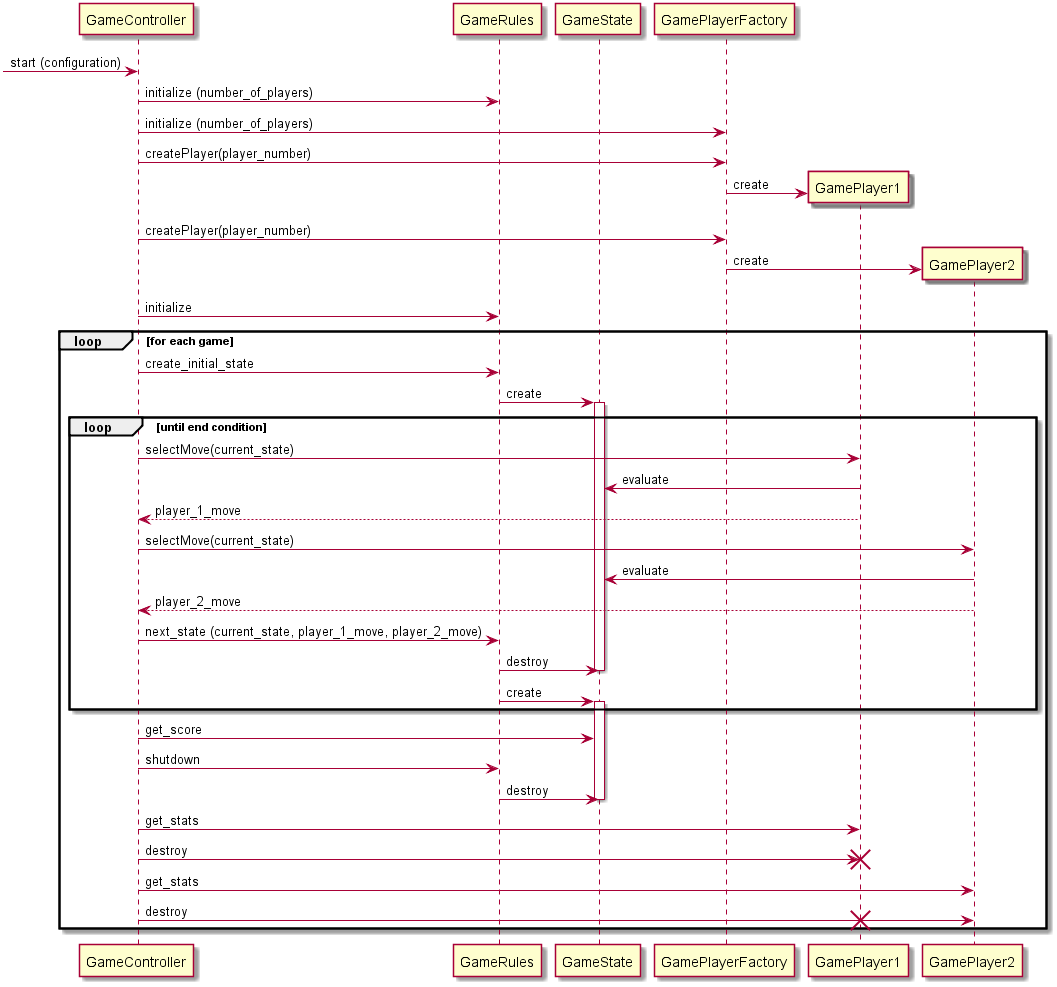 GameController
GameRules
GameState
GamePlayerFactory
start (configuration)
initialize (number_of_players)
initialize (number_of_players)
createPlayer(player_number)
create
GamePlayer1
createPlayer(player_number)
create
GamePlayer2
initialize
loop
[for each game]
create_initial_state
create
loop
[until end condition]
selectMove(current_state)
evaluate
player_1_move
selectMove(current_state)
evaluate
player_2_move
next_state (current_state, player_1_move, player_2_move)
destroy
create
get_score
shutdown
destroy
get_stats
destroy
get_stats
destroy
GameController
GameRules
GameState
GamePlayerFactory
GamePlayer1
GamePlayer2